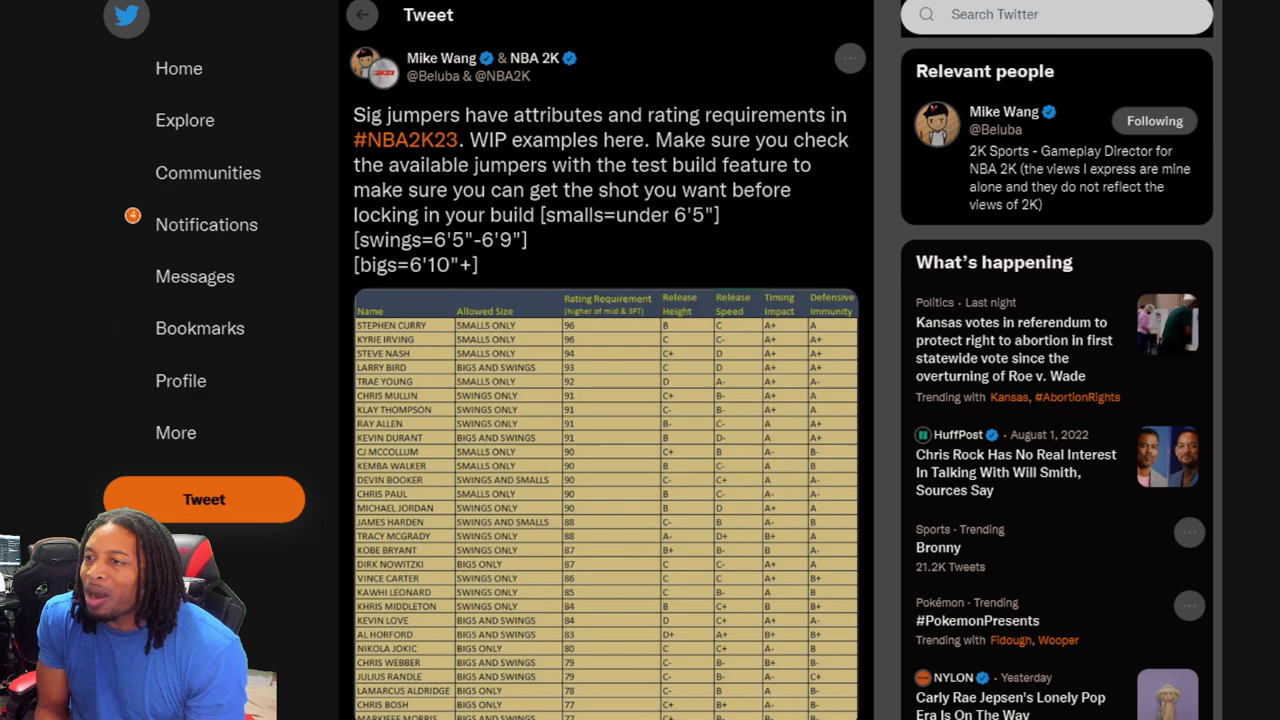 Home
Explore
Communities
4
Notifications
Messages
Bookmarks
Profile
More
Tweet
Tweet
Mike Wang & NBA 2K
@Beluba & @NBA2K
Sig jumpers have attributes and rating requirements in
#NBA2K23. WIP examples here. Make sure you check
the available jumpers with the test build feature to
make sure you can get the shot you want before
locking in your build [smalls=under 6'5"]
[swings=6'5"-6'9"]
[bigs=6'10"+]
Name Allowed Size Rating Requirement (higher of mid & 3PT) Release Height Release Speed Timing Impact Defensive Immunity
STEPHEN CURRY SMALLS ONLY 96 B C A+ A
KYRIE IRVING SMALLS ONLY 96 C C- A+ A+
STEVE NASH SMALLS ONLY 94 C+ D A+ A+
LARRY BIRD BIGS AND SWINGS 93 C D A+ A+
TRAE YOUNG SMALLS ONLY 92 D A- A+ A-
CHRIS MULLIN SWINGS ONLY 91 C+ B- A+ A
KLAY THOMPSON SWINGS ONLY 91 C- B- A+ A
RAY ALLEN SWINGS ONLY 91 B- C- A A+
KEVIN DURANT BIGS AND SWINGS 91 B D- A A+
CJ MCCOLLUM SMALLS ONLY 90 C+ B A- B-
KEMBA WALKER SMALLS ONLY 90 B C- A B
DEVIN BOOKER SWINGS AND SMALLS 90 C- C+ A A-
CHRIS PAUL SMALLS ONLY 90 B C- A- A-
MICHAEL JORDAN SWINGS ONLY 90 B D A+ A
JAMES HARDEN SWINGS AND SMALLS 88 C- B A- B
TRACY MCGRADY SWINGS ONLY 88 A- D+ B+ A
KOBE BRYANT SWINGS ONLY 87 B+ B- B A-
DIRK NOWITZKI BIGS ONLY 87 C C- A+ A
VINCE CARTER SWINGS ONLY 86 C C A+ B+
KAWHI LEONARD SWINGS ONLY 85 C B- A B
KHRIS MIDDLETON SWINGS ONLY 84 B C+ B B+
KEVIN LOVE BIGS AND SWINGS 84 D C+ A+ A-
AL HORFORD BIGS AND SWINGS 83 D+ A+ B+ B+
NIKOLA JOKIC BIGS ONLY 80 C C+ A- B
CHRIS WEBBER BIGS AND SWINGS 79 C- B- B+ B-
JULIUS RANDLE BIGS AND SWINGS 79 C- B- A- C+
LAMARCUS ALDRIDGE BIGS ONLY 78 C- B A B-
CHRIS BOSH BIGS ONLY 77 C+ B+ A- B-
MARKIEFF MORRIS BIGS AND SWINGS 77
Search Twitter
Relevant people
Mike Wang
@Beluba
Following
2K Sports - Gameplay Director for
NBA 2K (the views I express are mine
alone and they do not reflect the
views of 2K)
What's happening
Politics · Last night
Kansas votes in referendum to
protect right to abortion in first
statewide vote since the
overturning of Roe v. Wade
Trending with Kansas, #AbortionRights
HuffPost · August 1, 2022
Chris Rock Has No Real Interest
In Talking With Will Smith,
Sources Say
Sports · Trending
Bronny
21.2K Tweets
Pokémon · Trending
#PokemonPresents
Trending with Fidough, Wooper
NYLON · Yesterday
Carly Rae Jepsen's Lonely Pop
Era Is On The Way